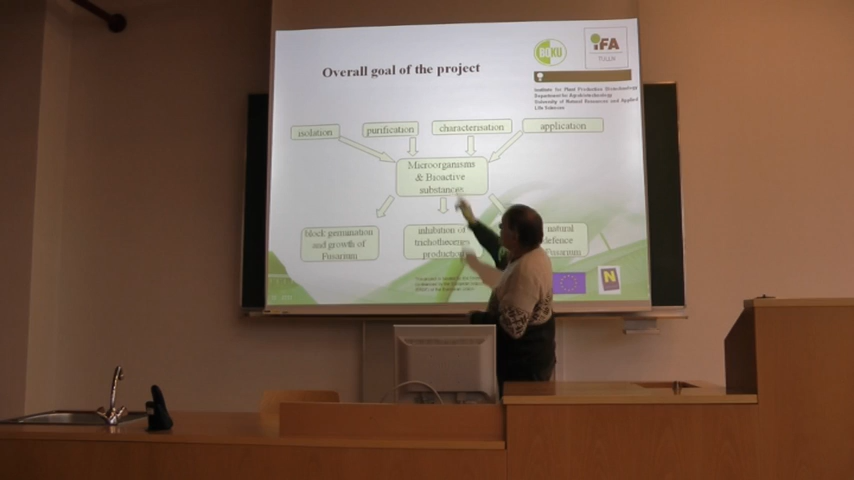 Overall goal of the project
BOKU
iFA
TULLN
Institute for Plant Production Biotechnology
Department for Agrobiotechnology
University of Natural Resources and Applied
Life Sciences
isolation
purification
characterisation
application
Microorganisms
& Bioactive
substances
block germination
and growth of
Fusarium
inhibition of
trichothecenes
production
natural
defence
Fusarium
N